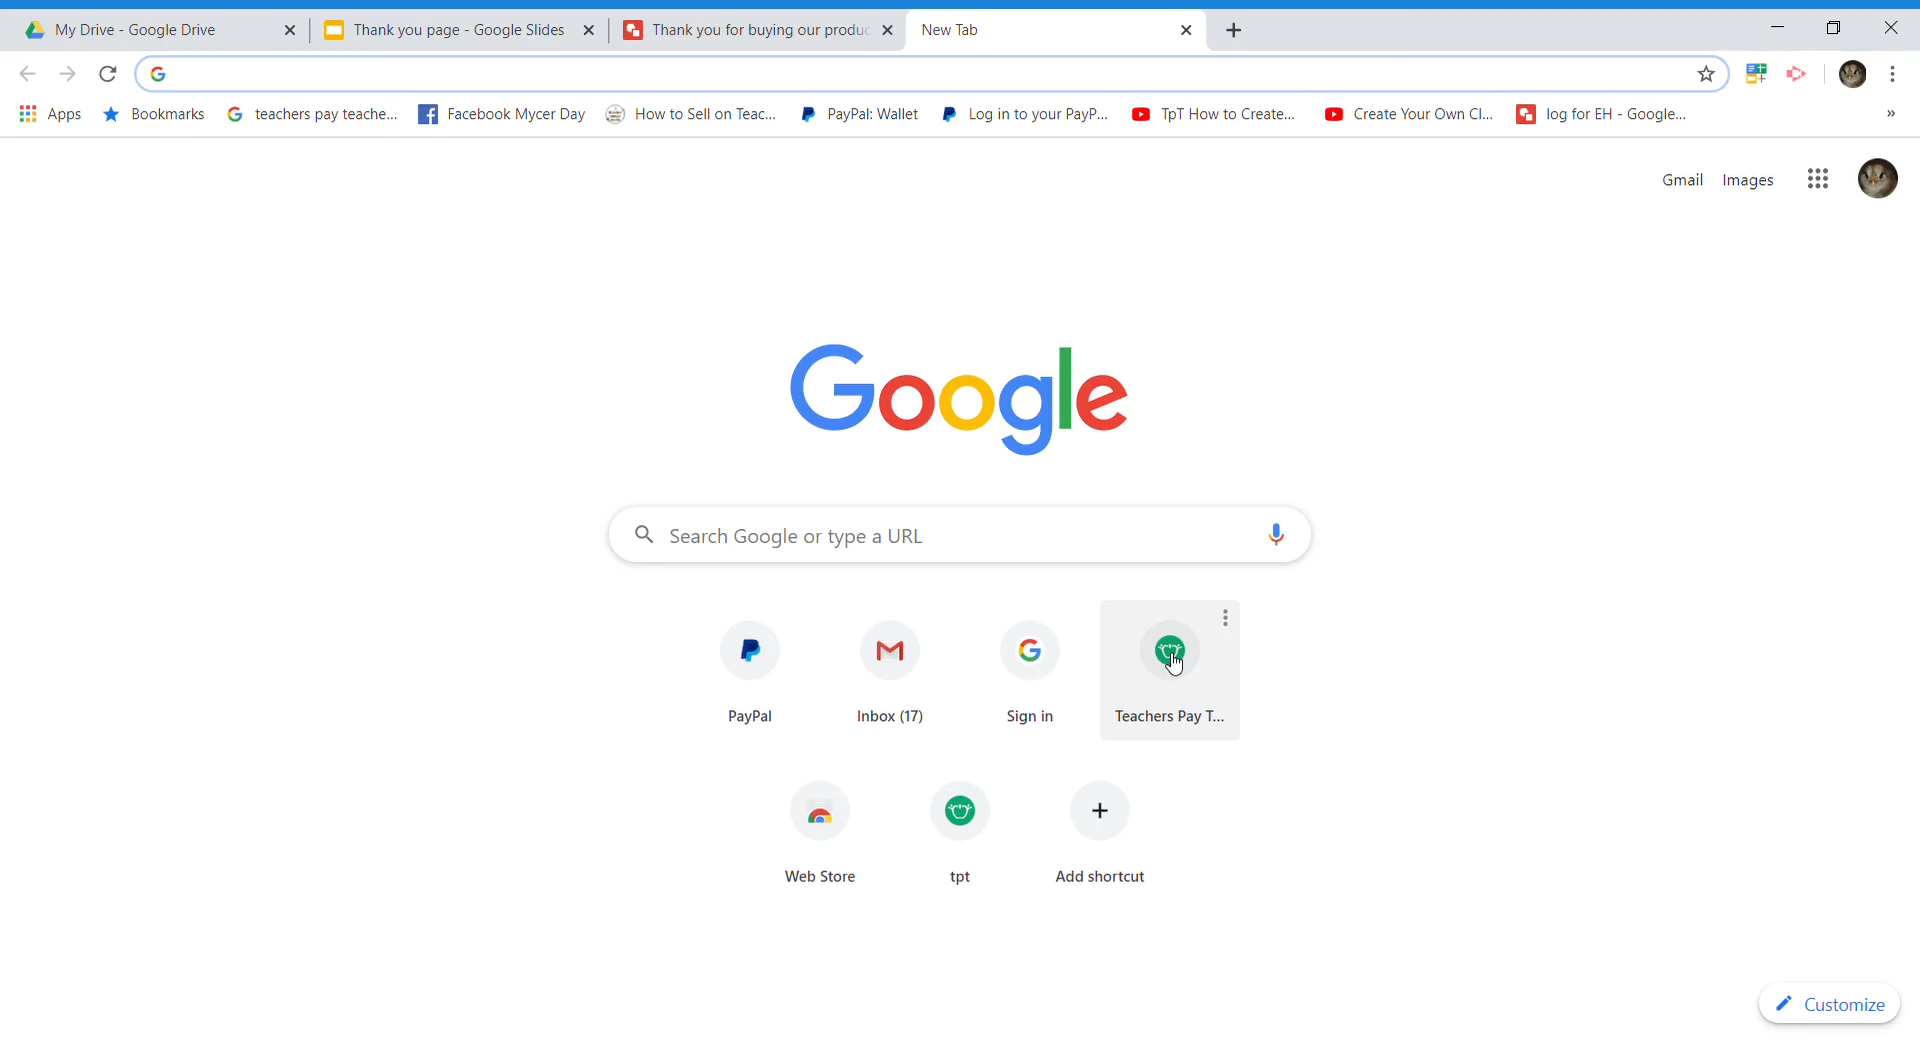 My Drive - Google Drive
Thank you page - Google Slides
Thank you for buying our produc
New Tab
Apps
Bookmarks
teachers pay teache...
Facebook Mycer Day
How to Sell on Teac...
PayPal: Wallet
Log in to your PayP...
TpT How to Create...
Create Your Own Cl...
log for EH - Google...
»
Gmail
Images
Google
Search Google or type a URL
PayPal
Inbox (17)
Sign in
Teachers Pay T...
Web Store
tpt
Add shortcut
Customize